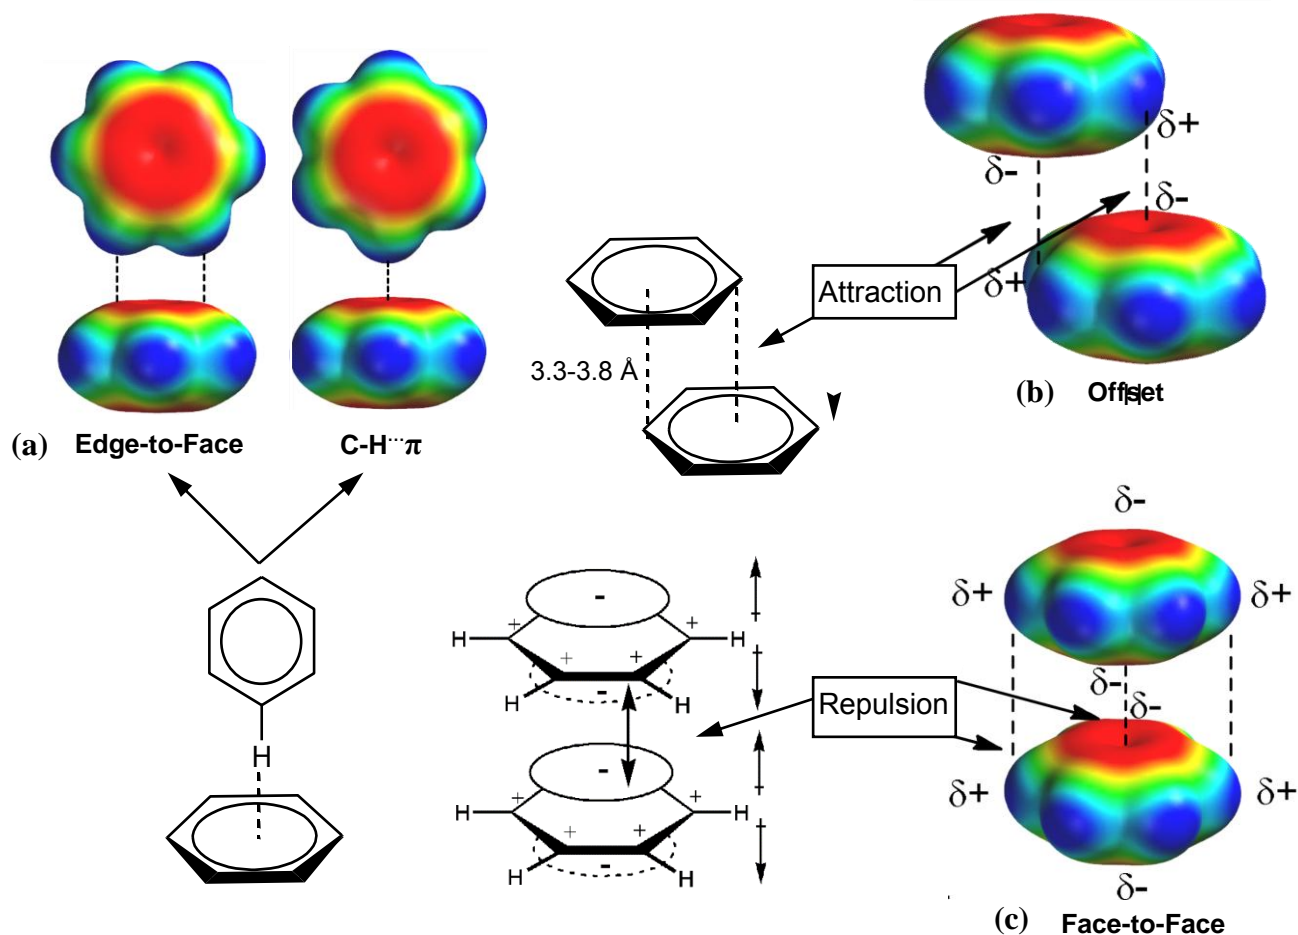 δ+
δ-
δ-
δ+
Attraction
3.3-3.8 Å
(b) Offset
(a) Edge-to-Face
C-H···π
δ-
δ+
δ+
-
H + + H
+ +
H - H
δ-
δ-
Repulsion
H
-
H + + H
+ +
H - H
δ+
δ+
δ-
(c) Face-to-Face